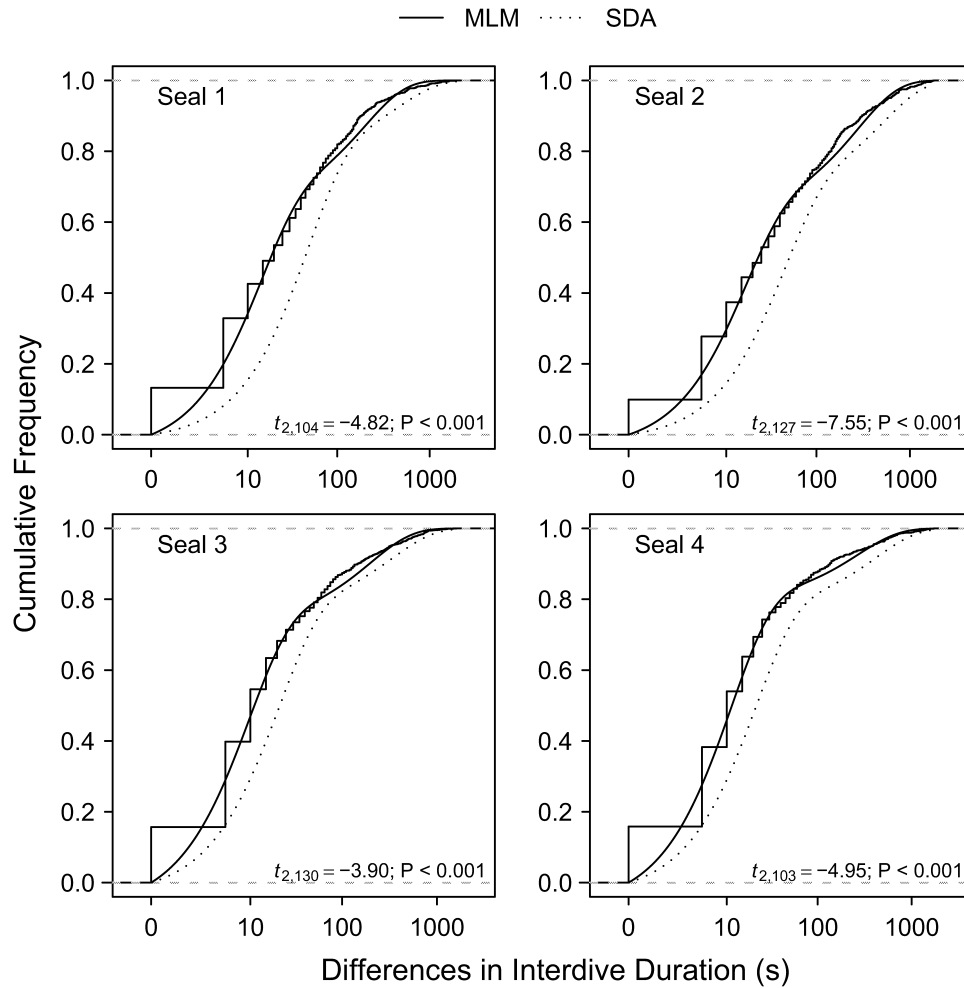 MLM SDA
Seal 1
1.0
0.8
0.6
0.4
0.2
0.0
t2,104 = −4.82; P < 0.001
0 10 100 1000
Seal 2
1.0
0.8
0.6
0.4
0.2
0.0
t2,127 = −7.55; P < 0.001
0 10 100 1000
Seal 3
1.0
0.8
0.6
0.4
0.2
0.0
t2,130 = −3.90; P < 0.001
0 10 100 1000
Seal 4
1.0
0.8
0.6
0.4
0.2
0.0
t2,103 = −4.95; P < 0.001
0 10 100 1000
Cumulative Frequency
Differences in Interdive Duration (s)